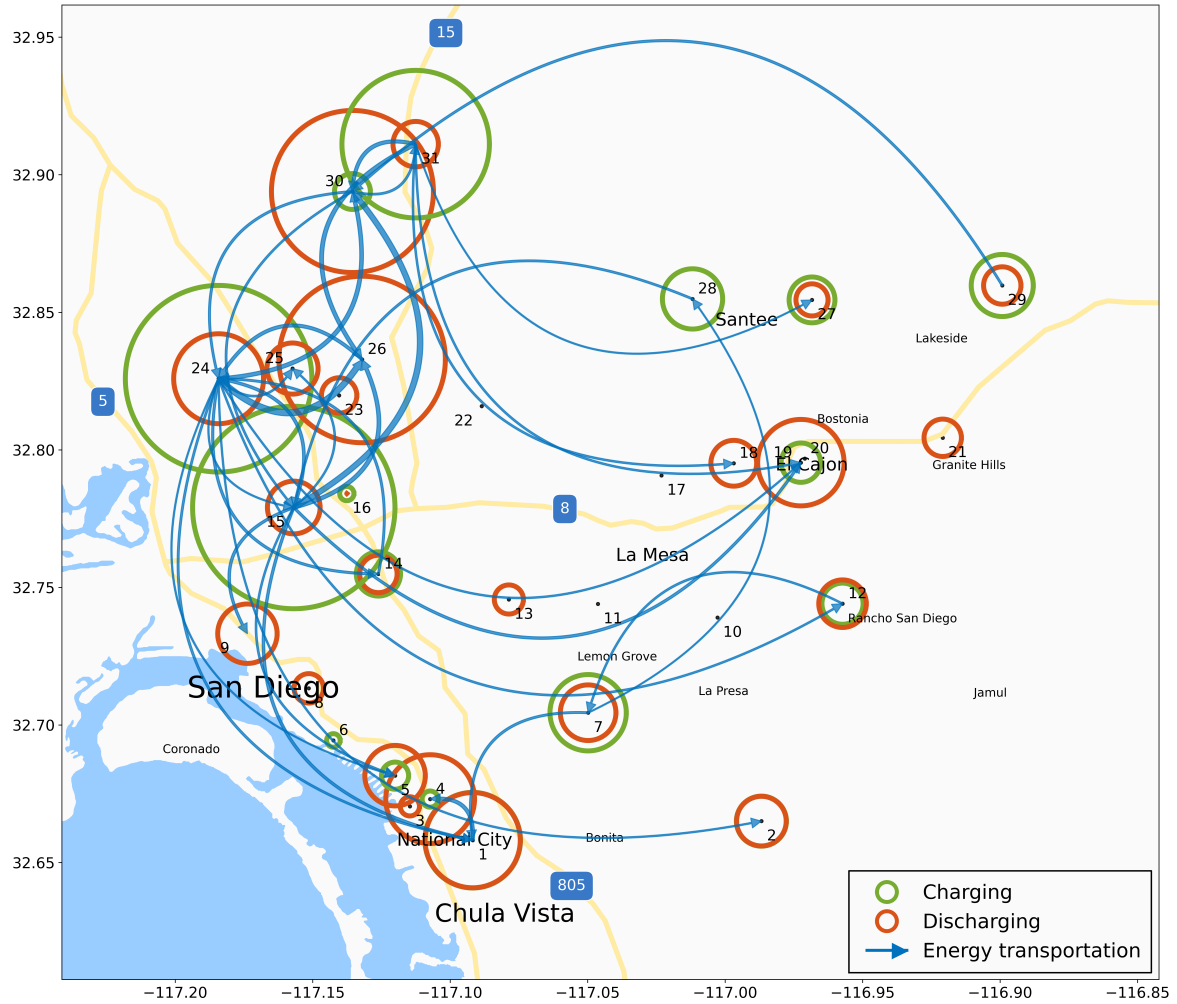 32.95
32.90
32.85
32.80
32.75
32.70
32.65
−117.20
−117.15
−117.10
−117.05
−117.00
−116.95
−116.90
−116.85
15
5
8
805
31
30
28
Santee
27
29
Lakeside
24
25
26
23
22
Bostonia
18
19
20
El Cajon
21
Granite Hills
17
16
15
14
La Mesa
13
11
10
12
Rancho San Diego
9
Lemon Grove
San Diego
8
La Presa
Jamul
7
6
Coronado
5
4
3
National City
1
Bonita
2
Chula Vista
Charging
Discharging
Energy transportation